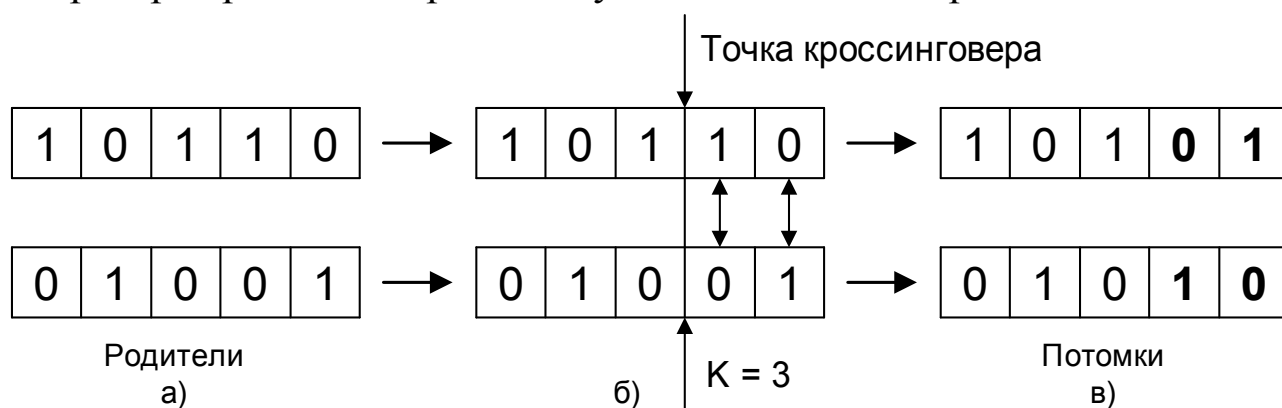 Точка кроссинговера
1 0 1 1 0 1 0 1 1 0 1 0 1 0 1
0 1 0 0 1 0 1 0 0 1 0 1 0 1 0
Родители K = 3 Потомки
а) б) в)